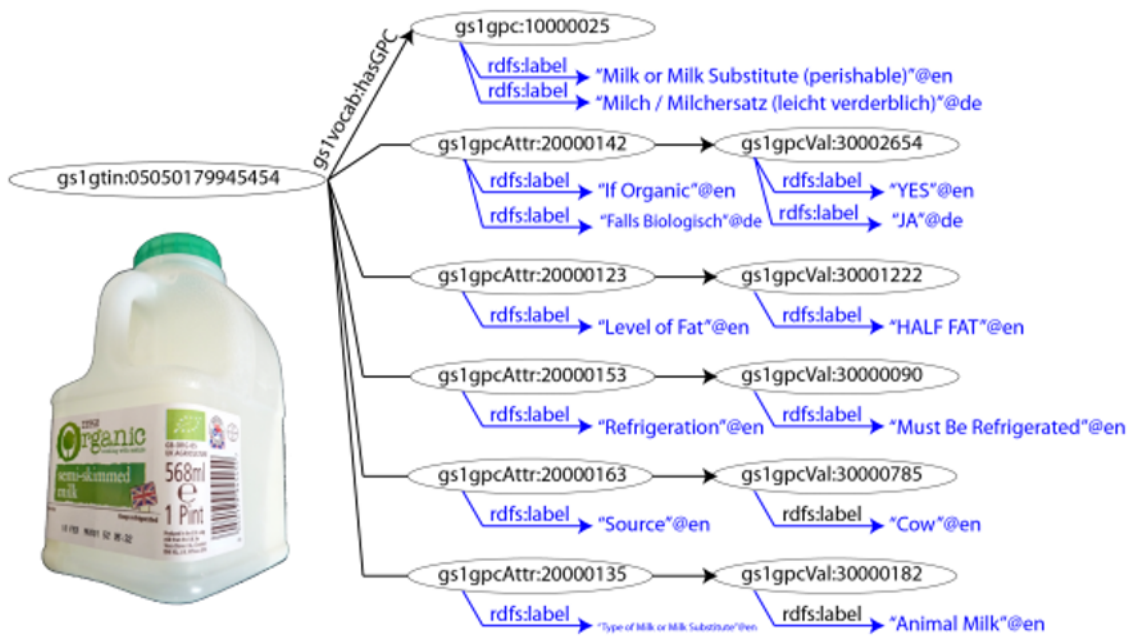 gs1gpc:10000025
gs1vocab:hasGPC
rdfs:label "Milk or Milk Substitute (perishable)"@en
rdfs:label "Milch / Milchersatz (leicht verderblich)"@de
gs1gtin:05050179945454
gs1gpcAttr:20000142 gs1gpcVal:30002654
rdfs:label "If Organic"@en rdfs:label "YES"@en
rdfs:label "Falls Biologisch"@de rdfs:label "JA"@de
gs1gpcAttr:20000123 gs1gpcVal:30001222
rdfs:label "Level of Fat"@en rdfs:label "HALF FAT"@en
gs1gpcAttr:20000153 gs1gpcVal:30000090
rdfs:label "Refrigeration"@en rdfs:label "Must Be Refrigerated"@en
gs1gpcAttr:20000163 gs1gpcVal:30000785
rdfs:label "Source"@en rdfs:label "Cow"@en
gs1gpcAttr:20000135 gs1gpcVal:30000182
rdfs:label "Type of Milk or Milk Substitute"@en rdfs:label "Animal Milk"@en
Organic
semi-skimmed
milk
568ml
e
1 Pint